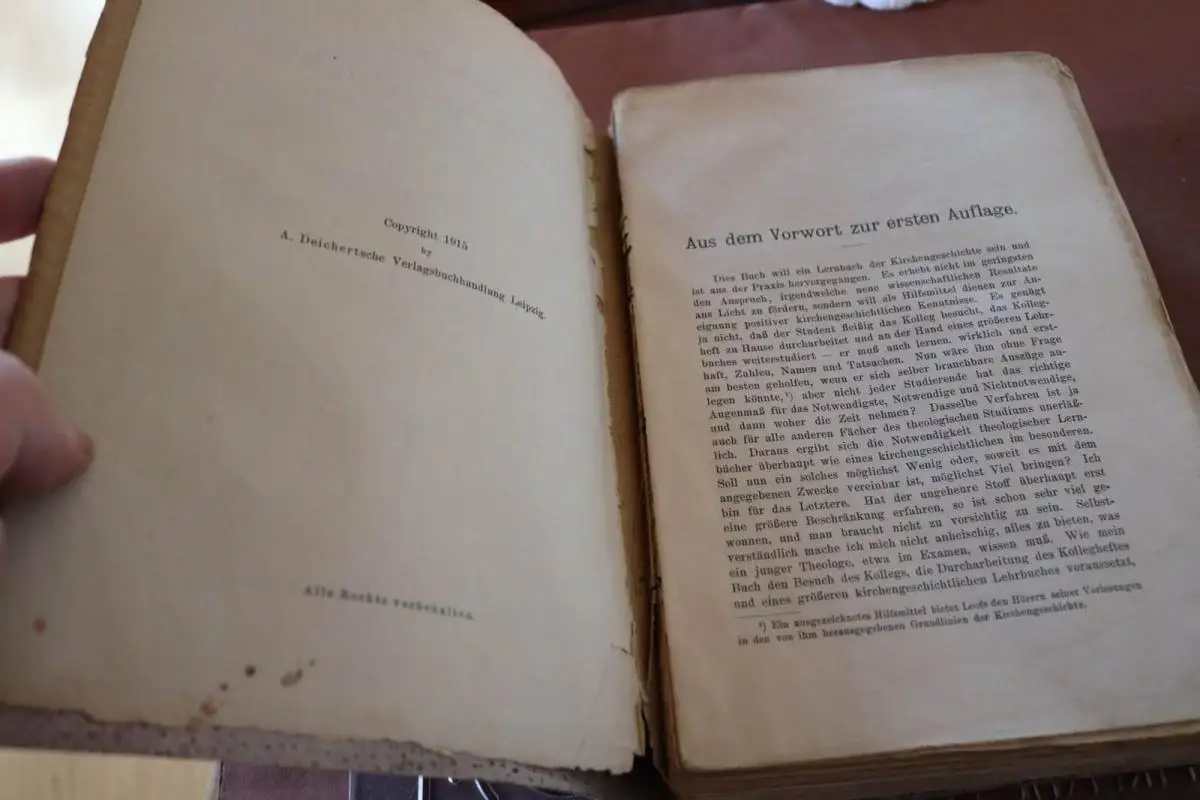 Copyright 1915
by
A. Deichertsche Verlagsbuchhandlung Leipzig.
Alle Rechte vorbehalten.
Aus dem Vorwort zur ersten Auflage.
Dies Buch will ein Lernbuch der Kirchengeschichte sein und
ist aus der Praxis hervorgegangen. Es erhebt nicht im geringsten
den Anspruch, irgendwelche neue wissenschaftlichen Resultate
ans Licht zu fördern, sondern will als Hilfsmittel dienen zur An-
eignung positiver kirchengeschichtlichen Kenntnisse. Es genügt
ja nicht, daß der Student fleißig das Kolleg besucht, das Kolleg-
heft zu Hause durcharbeitet und an der Hand eines größeren Lehr-
buches weiterstudiert — er muß auch lernen, wirklich und ernst-
haft, Zahlen, Namen und Tatsachen. Nun wäre ihm ohne Frage
am besten geholfen, wenn er sich selber brauchbare Auszüge an-
legen könnte,¹) aber nicht jeder Studierende hat das richtige
Augenmaß für das Notwendigste, Notwendige und Nichtnotwendige,
und dann woher die Zeit nehmen? Dasselbe Verfahren ist ja
auch für alle anderen Fächer des theologischen Studiums unerläß-
lich. Daraus ergibt sich die Notwendigkeit theologischer Lern-
bücher überhaupt wie eines kirchengeschichtlichen im besonderen.
Soll nun ein solches möglichst Wenig oder, soweit es mit dem
angegebenen Zwecke vereinbar ist, möglichst Viel bringen? Ich
bin für das Letztere. Hat der ungeheure Stoff überhaupt erst
eine größere Beschränkung erfahren, so ist schon sehr viel ge-
wonnen, und man braucht nicht zu vorsichtig zu sein. Selbst-
verständlich mache ich mich nicht anheischig, alles zu bieten, was
ein junger Theologe, etwa im Examen, wissen muß. Wie mein
Buch den Besuch des Kollegs, die Durcharbeitung des Kollegheftes
und eines größeren kirchengeschichtlichen Lehrbuches voraussetzt,
¹) Ein ausgezeichnetes Hilfsmittel bietet Loofs den Hörern seiner Vorlesungen
in den von ihm herausgegebenen Grundlinien der Kirchengeschichte.